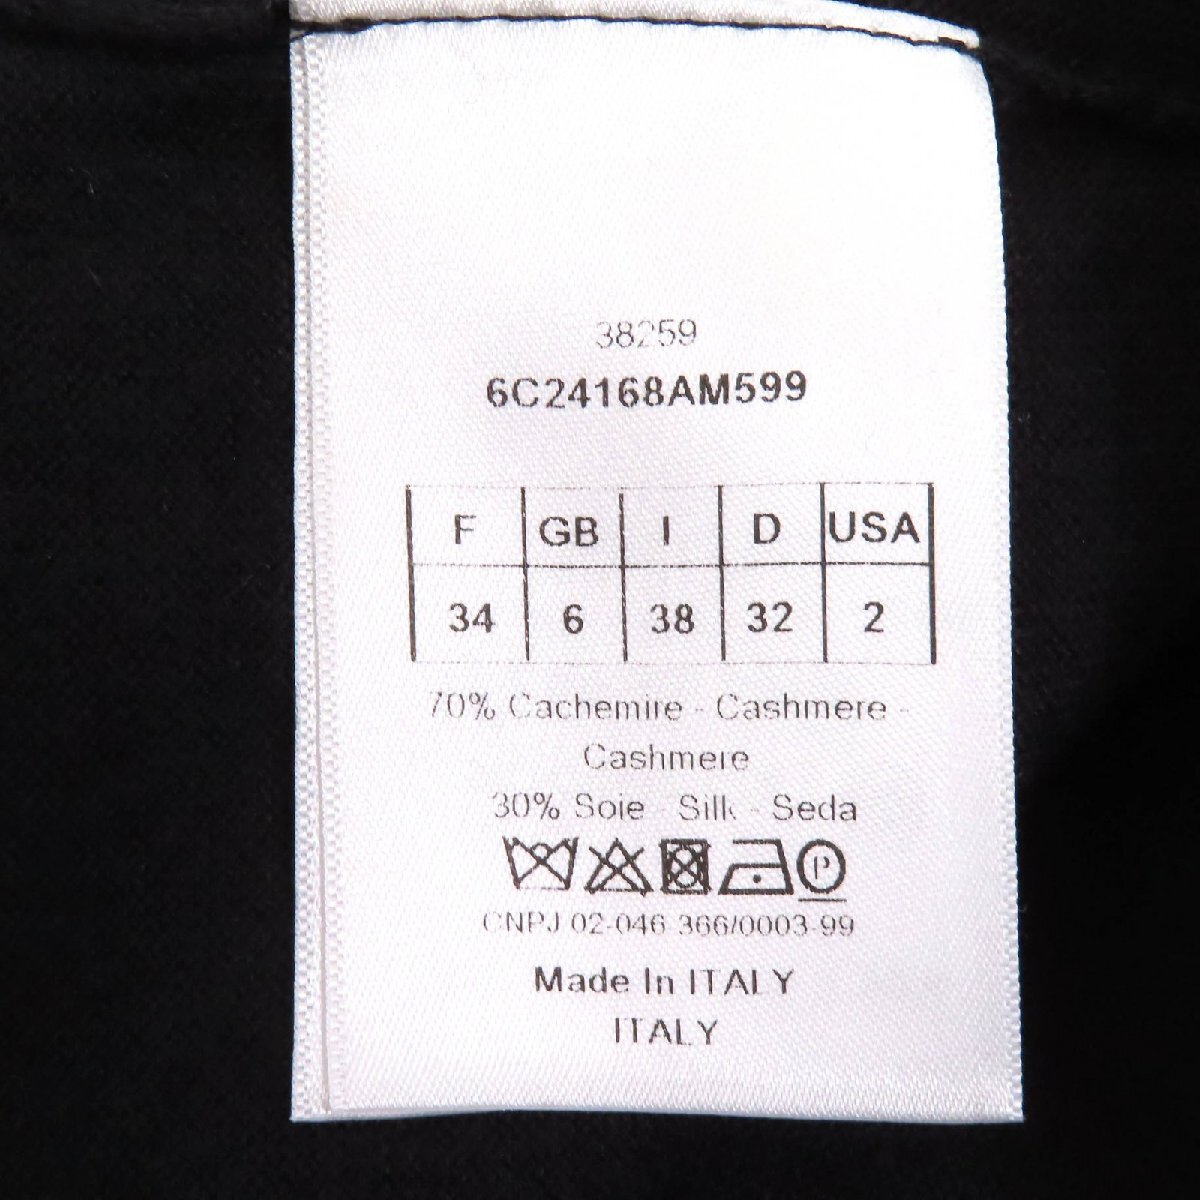 38259
6C24168AM599
F GB I D USA
34 6 38 32 2
70% Cachemire - Cashmere -
Cashmere
30% Soie - Silk - Seda
P
CNPJ 02-046 366/0003-99
Made In ITALY
ITALY